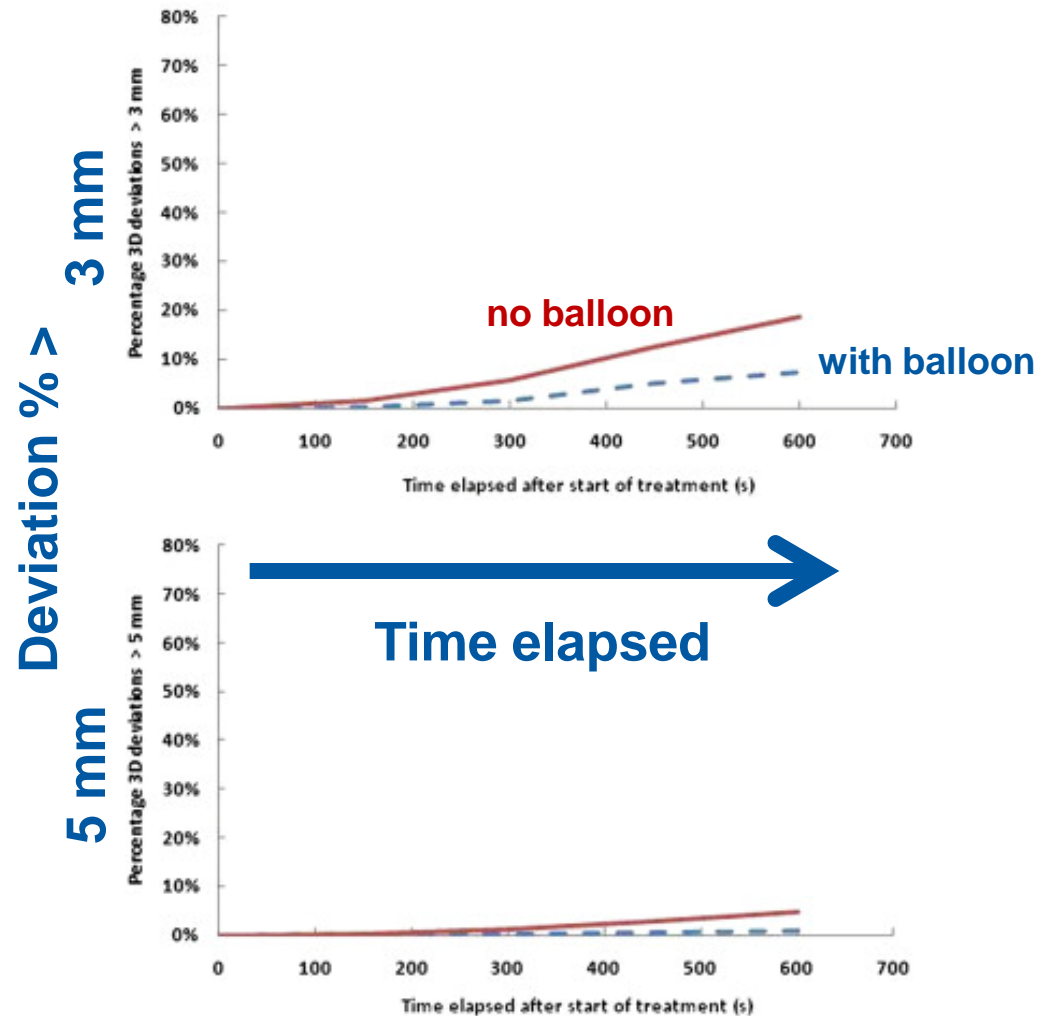 Deviation % >
3 mm
Percentage 3D deviations > 3 mm
80%
70%
60%
50%
40%
30%
20%
10%
0%
no balloon
with balloon
0 100 200 300 400 500 600 700
Time elapsed after start of treatment (s)
5 mm
Percentage 3D deviations > 5 mm
80%
70%
60%
50%
40%
30%
20%
10%
0%
Time elapsed
0 100 200 300 400 500 600 700
Time elapsed after start of treatment (s)